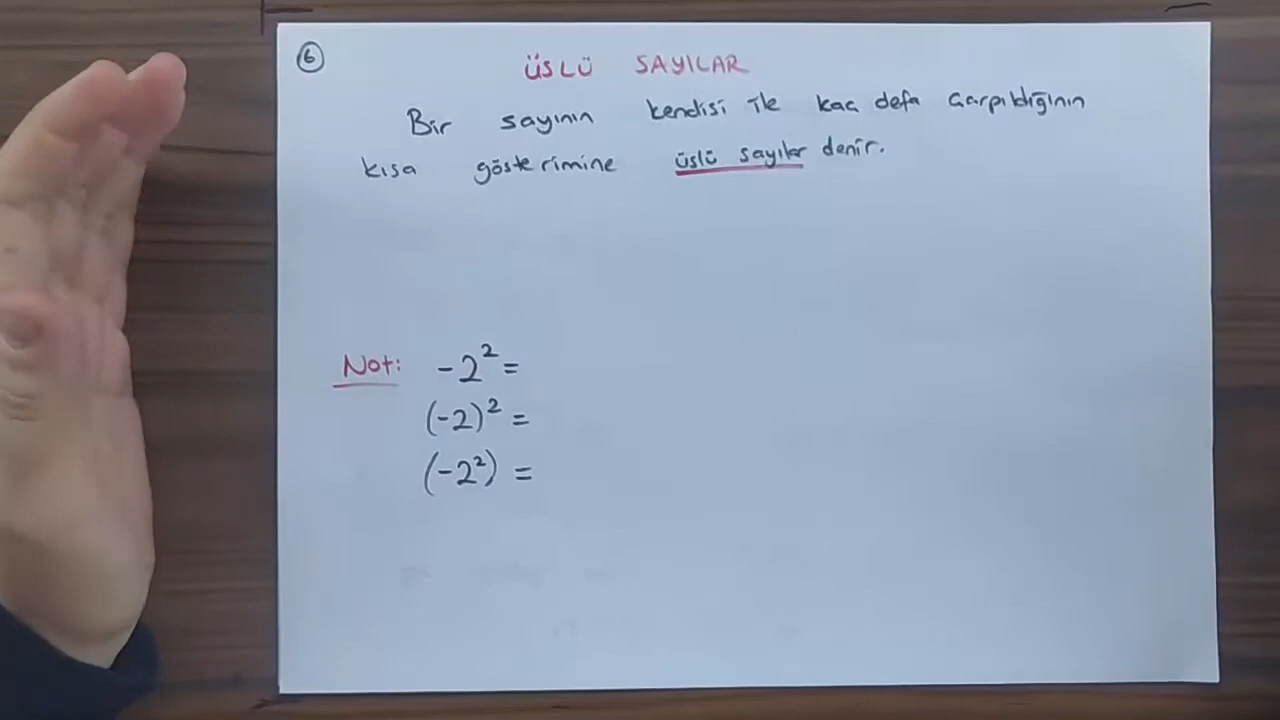 6
ÜSLÜ SAYILAR
Bir sayının kendisi ile kaç defa çarpıldığının
kısa gösterimine üslü sayılar denir.
Not: -2² =
(-2)² =
(-2²) =